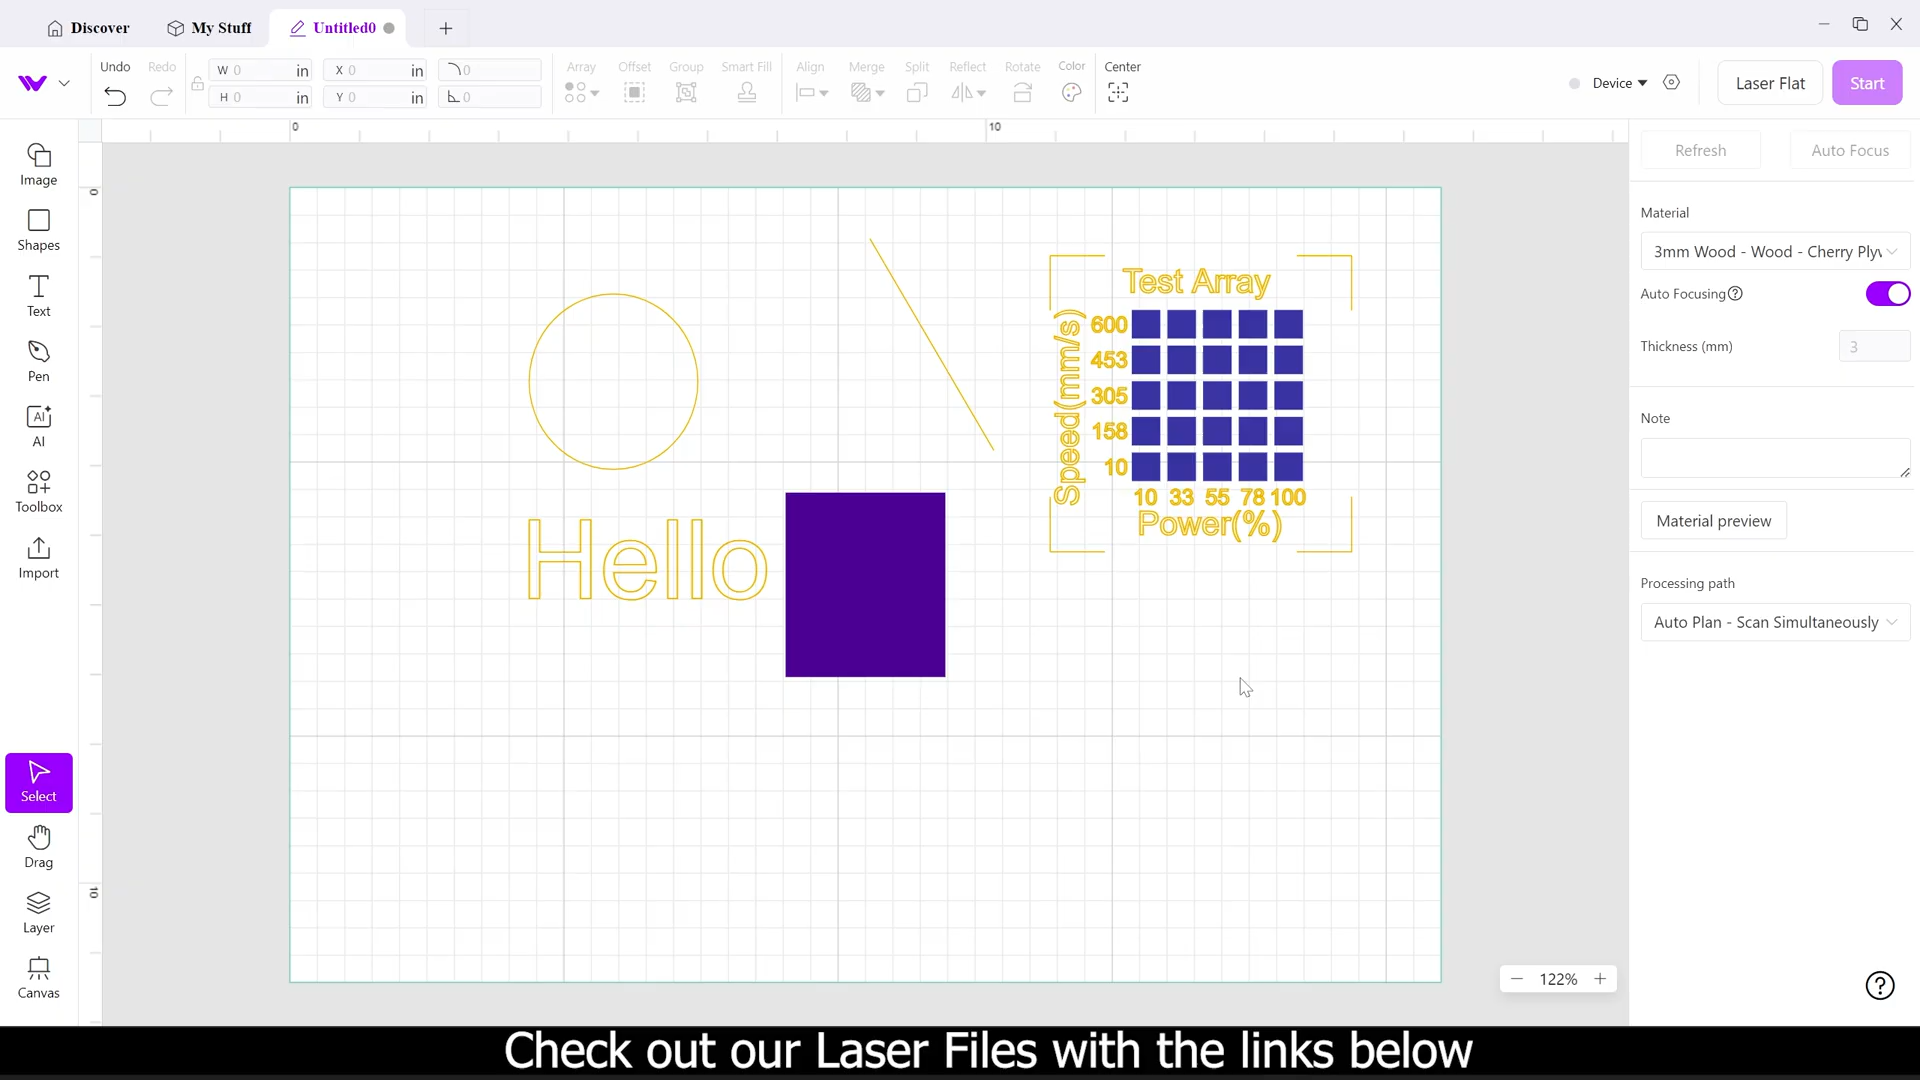 Discover
My Stuff
Untitled0
Undo
Redo
W 0 in
H 0 in
X 0 in
Y 0 in
0
0
Array
Offset
Group
Smart Fill
Align
Merge
Split
Reflect
Rotate
Color
Center
Device
Laser Flat
Start
0
10
0
10
Image
Shapes
Text
Pen
AI
AI
Toolbox
Import
Select
Drag
Layer
Canvas
Test Array
Speed(mm/s)
600
453
305
158
10
10 33 55 78 100
Power(%)
Hello
Refresh
Auto Focus
Material
3mm Wood - Wood - Cherry Ply
Auto Focusing
Thickness (mm)
3
Note
Material preview
Processing path
Auto Plan - Scan Simultaneously
122%
Check out our Laser Files with the links below